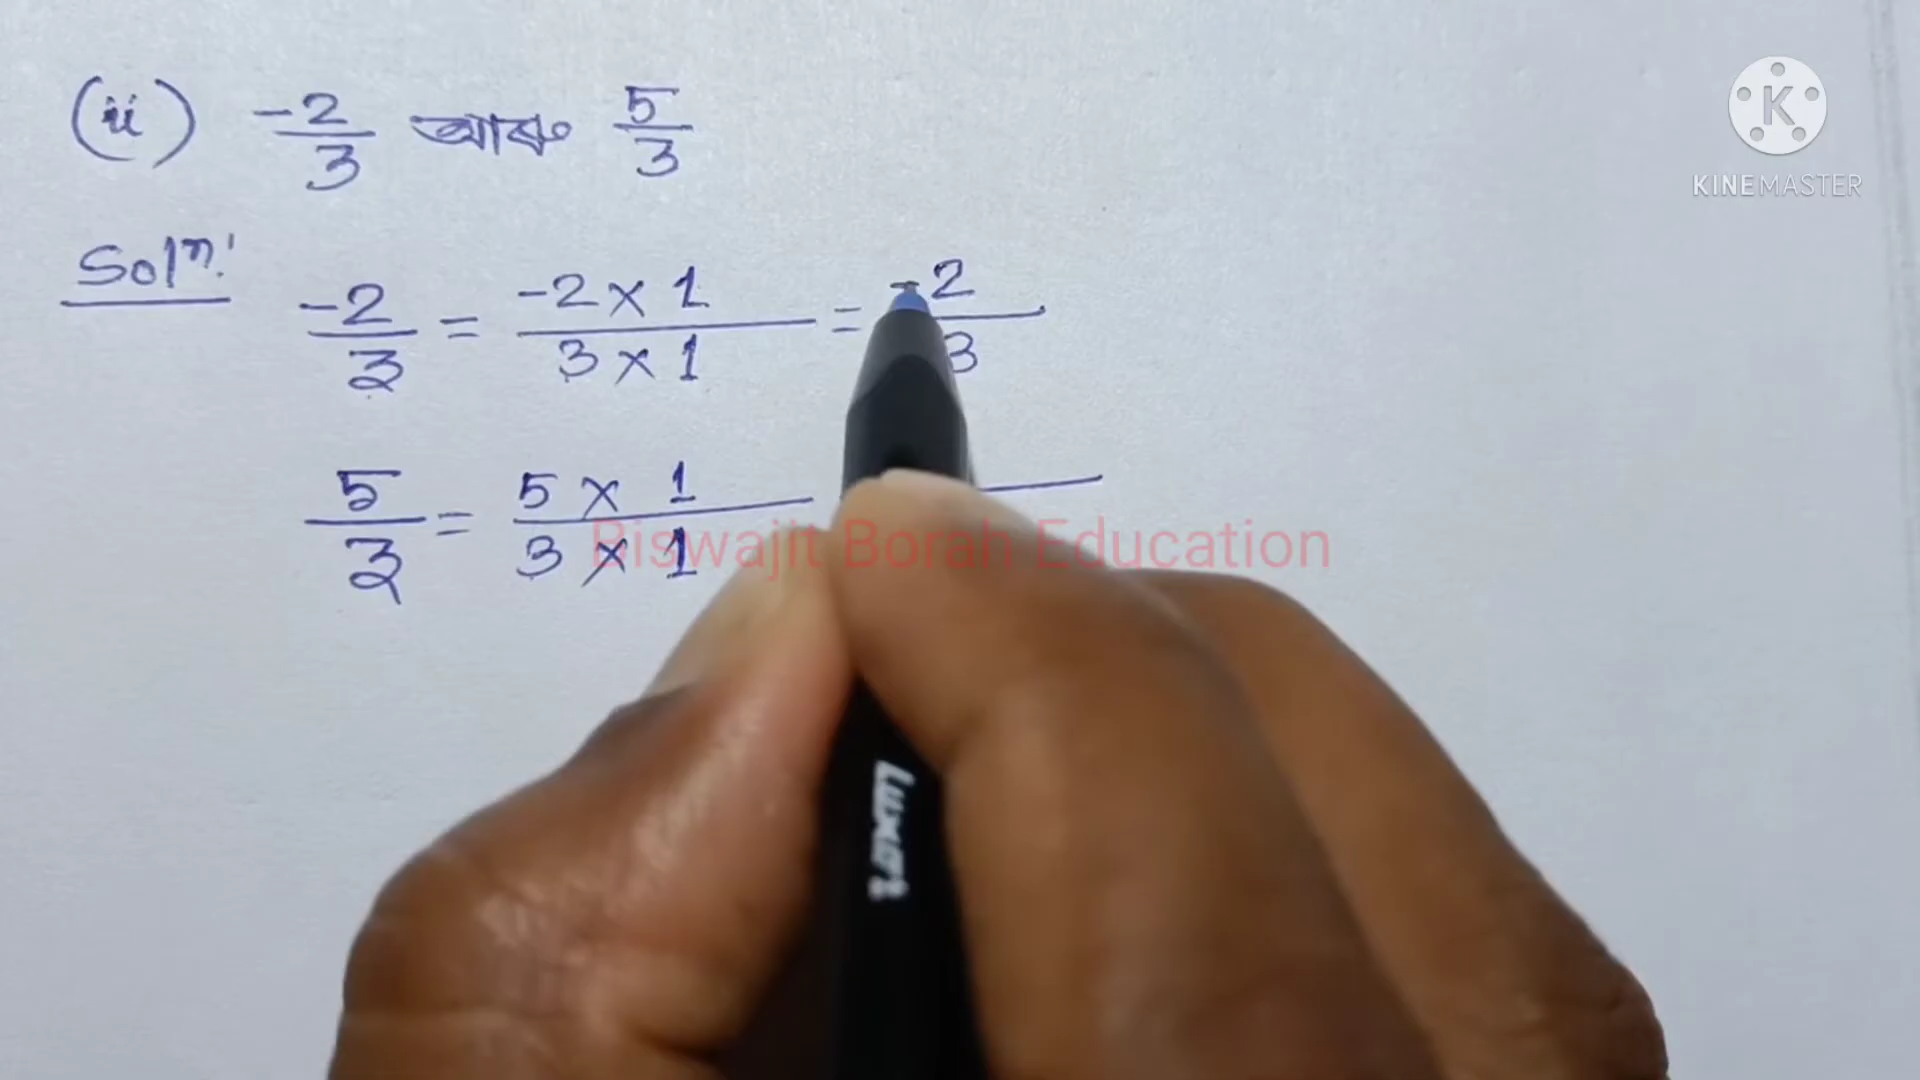 (ii) -2/3 আৰু 5/3
Solⁿ:
-2/3 = -2 × 1 / 3 × 1 = -2/3
5/3 = 5 × 1 / 3 × 1
Biswajit Borah Education
KINEMASTER
Luxor